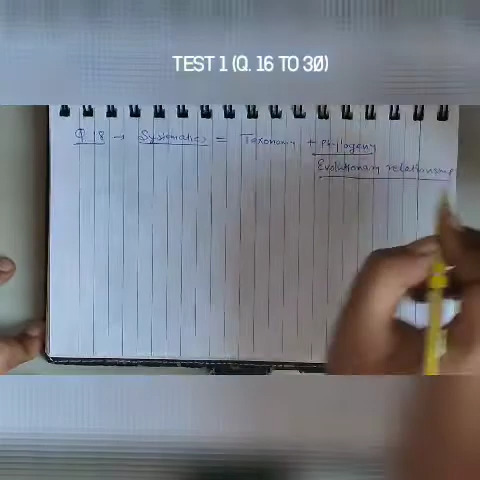 TEST 1 (Q. 16 TO 30)
Q. 18 → Systematics = Taxonomy + Phylogeny
Evolutionary relationship